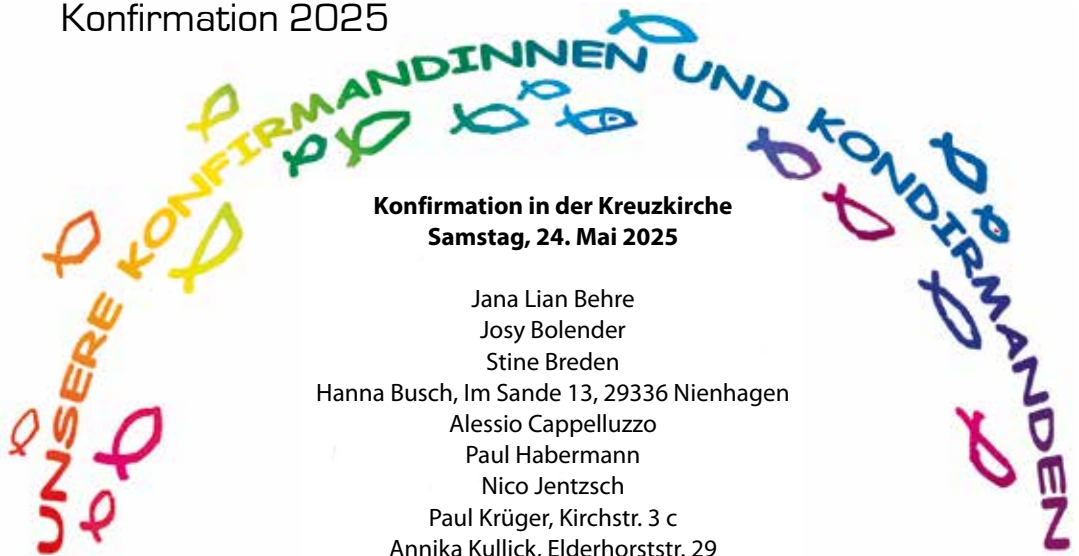 Konfirmation 2025
UNSERE KONFIRMANDINNEN UND KONDIRMANDEN
Konfirmation in der Kreuzkirche
Samstag, 24. Mai 2025
Jana Lian Behre
Josy Bolender
Stine Breden
Hanna Busch, Im Sande 13, 29336 Nienhagen
Alessio Cappelluzzo
Paul Habermann
Nico Jentzsch
Paul Krüger, Kirchstr. 3 c
Annika Kullick, Elderhorststr. 29